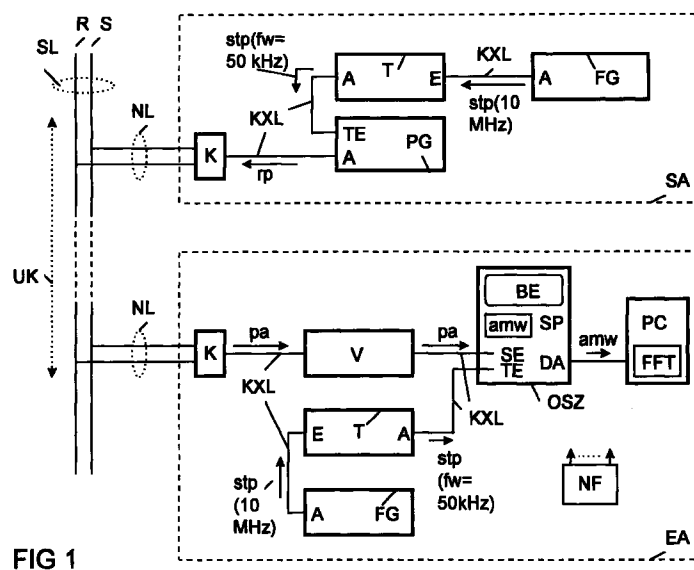 R S
SL
stp(fw=
50 kHz)
KXL
A T E
KXL
stp(10
MHz)
A FG
NL
K
KXL
rp
TE
A PG
SA
UK
NL
K
pa
KXL
V
pa
BE
amw SP
SE
TE
DA
OSZ
KXL
amw
PC
FFT
E T A
stp
(fw=
50kHz)
stp
(10
MHz)
A FG
NF
EA
FIG 1